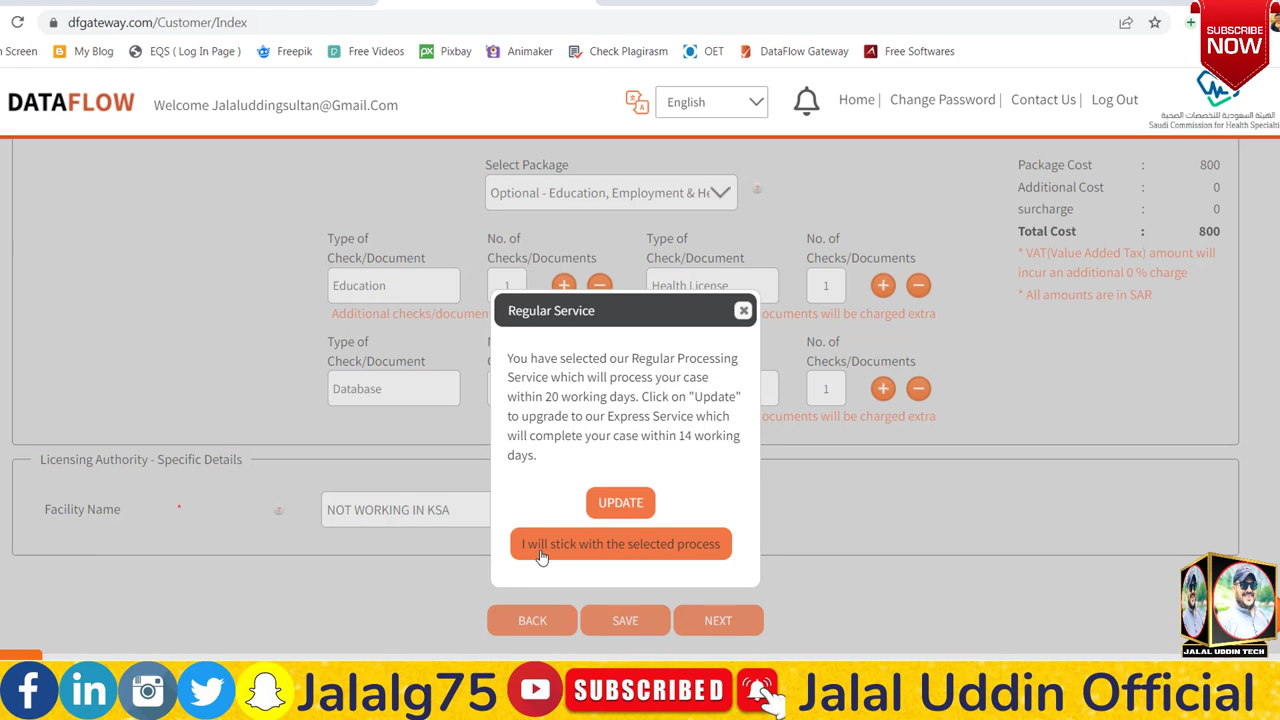 dfgateway.com/Customer/Index
SUBSCRIBE
NOW
n Screen
My Blog
EQS ( Log In Page )
Freepik
Free Videos
Pixbay
Animaker
Check Plagirasm
OET
DataFlow Gateway
Free Softwares
DATAFLOW
Welcome Jalaluddingsultan@Gmail.Com
English
Home |
Change Password |
Contact Us |
Log Out
الهيئة السعودية للتخصصات الصحية
Saudi Commission for Health Specialti
Select Package
Optional - Education, Employment & He
Package Cost : 800
Additional Cost : 0
surcharge : 0
Total Cost : 800
* VAT(Value Added Tax) amount will
incur an additional 0 % charge
* All amounts are in SAR
Type of
Check/Document
No. of
Checks/Documents
Type of
Check/Document
No. of
Checks/Documents
Education
1
Health License
1
Additional checks/documen
ocuments will be charged extra
Type of
Check/Document
No. of
Checks/Documents
Database
1
ocuments will be charged extra
Regular Service
You have selected our Regular Processing
Service which will process your case
within 20 working days. Click on "Update"
to upgrade to our Express Service which
will complete your case within 14 working
days.
UPDATE
I will stick with the selected process
Licensing Authority - Specific Details
Facility Name *
NOT WORKING IN KSA
BACK
SAVE
NEXT
JALAL UDDIN TECH
Jalalg75
SUBSCRIBED
Jalal Uddin Official